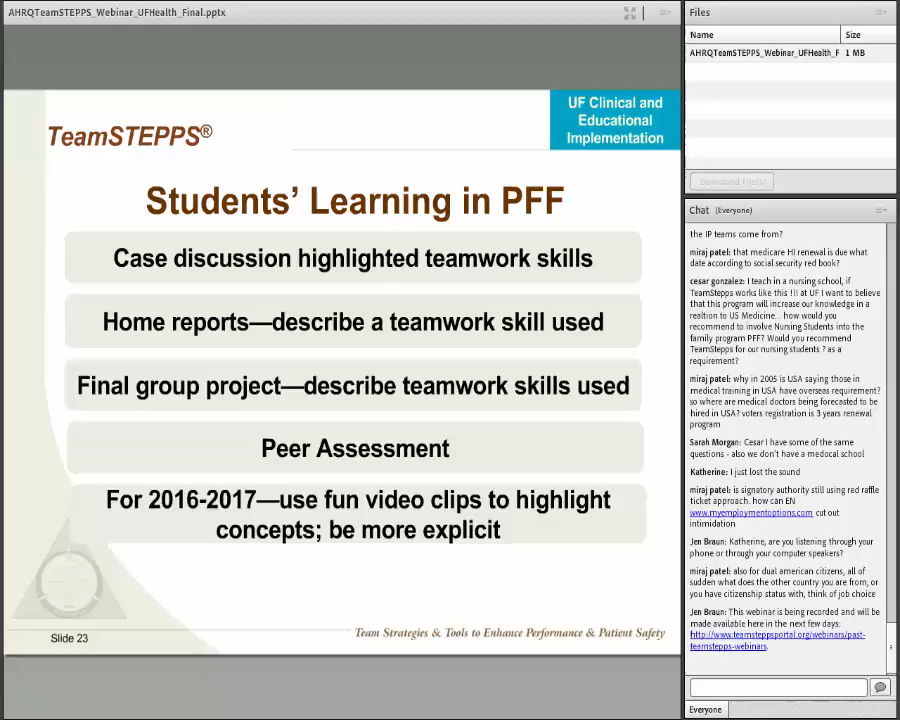 AHRQTeamSTEPPS_Webinar_UFHealth_Final.pptx
TeamSTEPPS®
UF Clinical and
Educational
Implementation
Students’ Learning in PFF
Case discussion highlighted teamwork skills
Home reports—describe a teamwork skill used
Final group project—describe teamwork skills used
Peer Assessment
For 2016-2017—use fun video clips to highlight
concepts; be more explicit
Slide 23
Team Strategies & Tools to Enhance Performance & Patient Safety
Files
Name Size
AHRQTeamSTEPPS_Webinar_UFHealth_F 1 MB
Download File(s)
Chat (Everyone)
the IP teams come from?
miraj patel: that medicare HI renewal is due what
date according to social security red book?
cesar gonzalez: I teach in a nursing school, if
TeamStepps works like this !!! at UF I want to believe
that this program will increase our knowledge in a
realtion to US Medicine... how would you
recommend to involve Nursing Students into the
family program PFF? Would you recommend
TeamStepps for our nursing students ? as a
requirement?
miraj patel: why in 2005 is USA saying those in
medical training in USA have overseas requirement?
so where are medical doctors being forecasted to be
hired in USA? voters registration is 3 years renewal
program
Sarah Morgan: Cesar I have some of the same
questions - also we don't have a medocal school
Katherine: I just lost the sound
miraj patel: is signatory authority still using red raffle
ticket approach. how can EN
www.myemploymentoptions.com cut out
intimidation
Jen Braun: Katherine, are you listening through your
phone or through your computer speakers?
miraj patel: also for dual american citizens, all of
sudden what does the other country you are from, or
you have citizenship status with, think of job choice
Jen Braun: This webinar is being recorded and will be
made available here in the next few days:
http://www.teamsteppsportal.org/webinars/past-
teamstepps-webinars.
Everyone